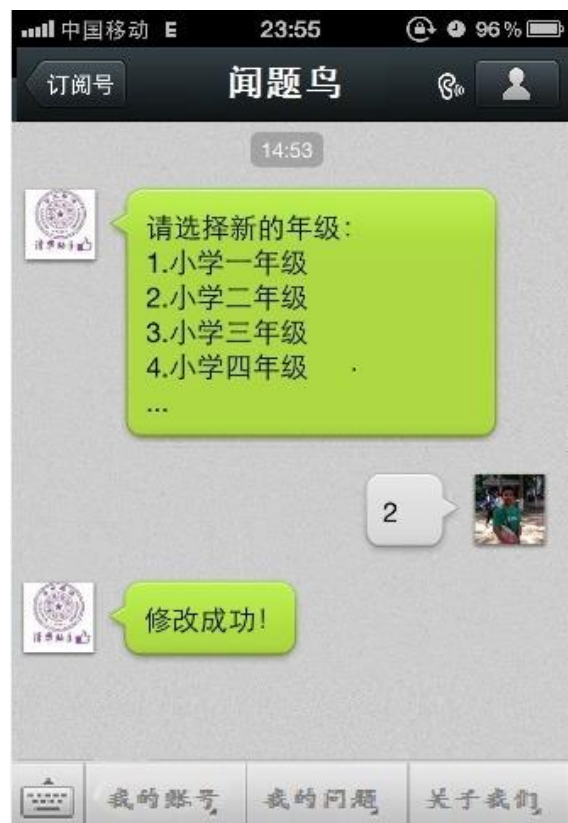 中国移动 E 23:55 96%
订阅号 闻题鸟
14:53
请选择新的年级:
1.小学一年级
2.小学二年级
3.小学三年级
4.小学四年级
...
2
修改成功!
我的账号 我的问题 关于我们